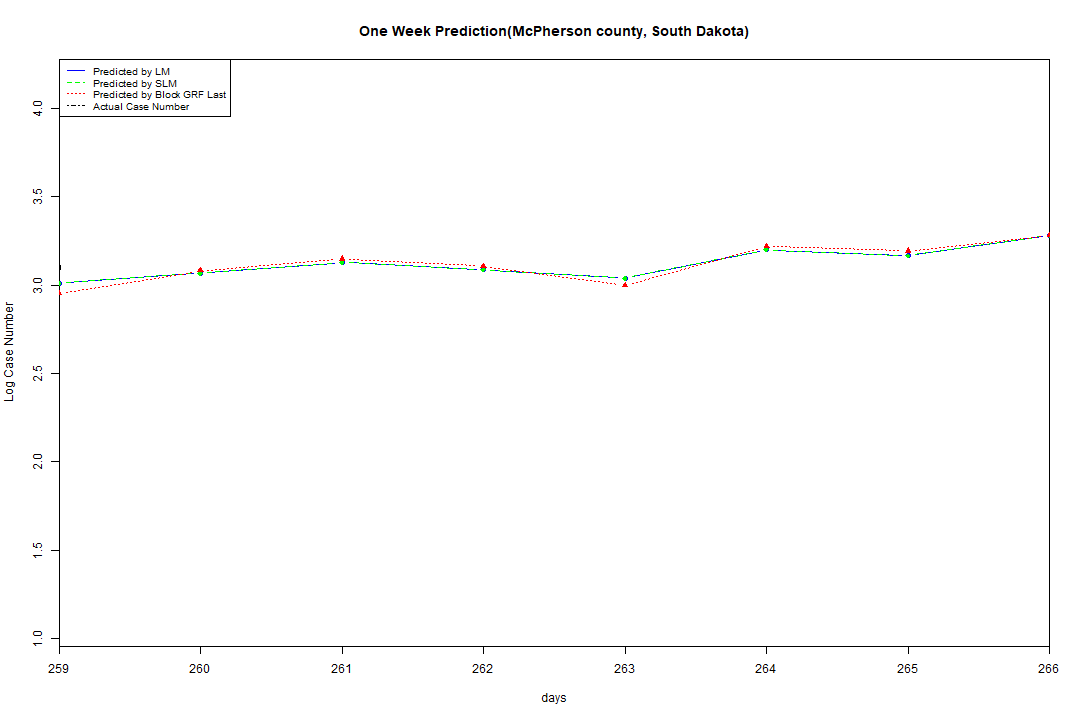 One Week Prediction(McPherson county, South Dakota)
Predicted by LM
Predicted by SLM
Predicted by Block GRF Last
Actual Case Number
4.0
3.5
3.0
2.5
2.0
1.5
1.0
Log Case Number
259 260 261 262 263 264 265 266
days